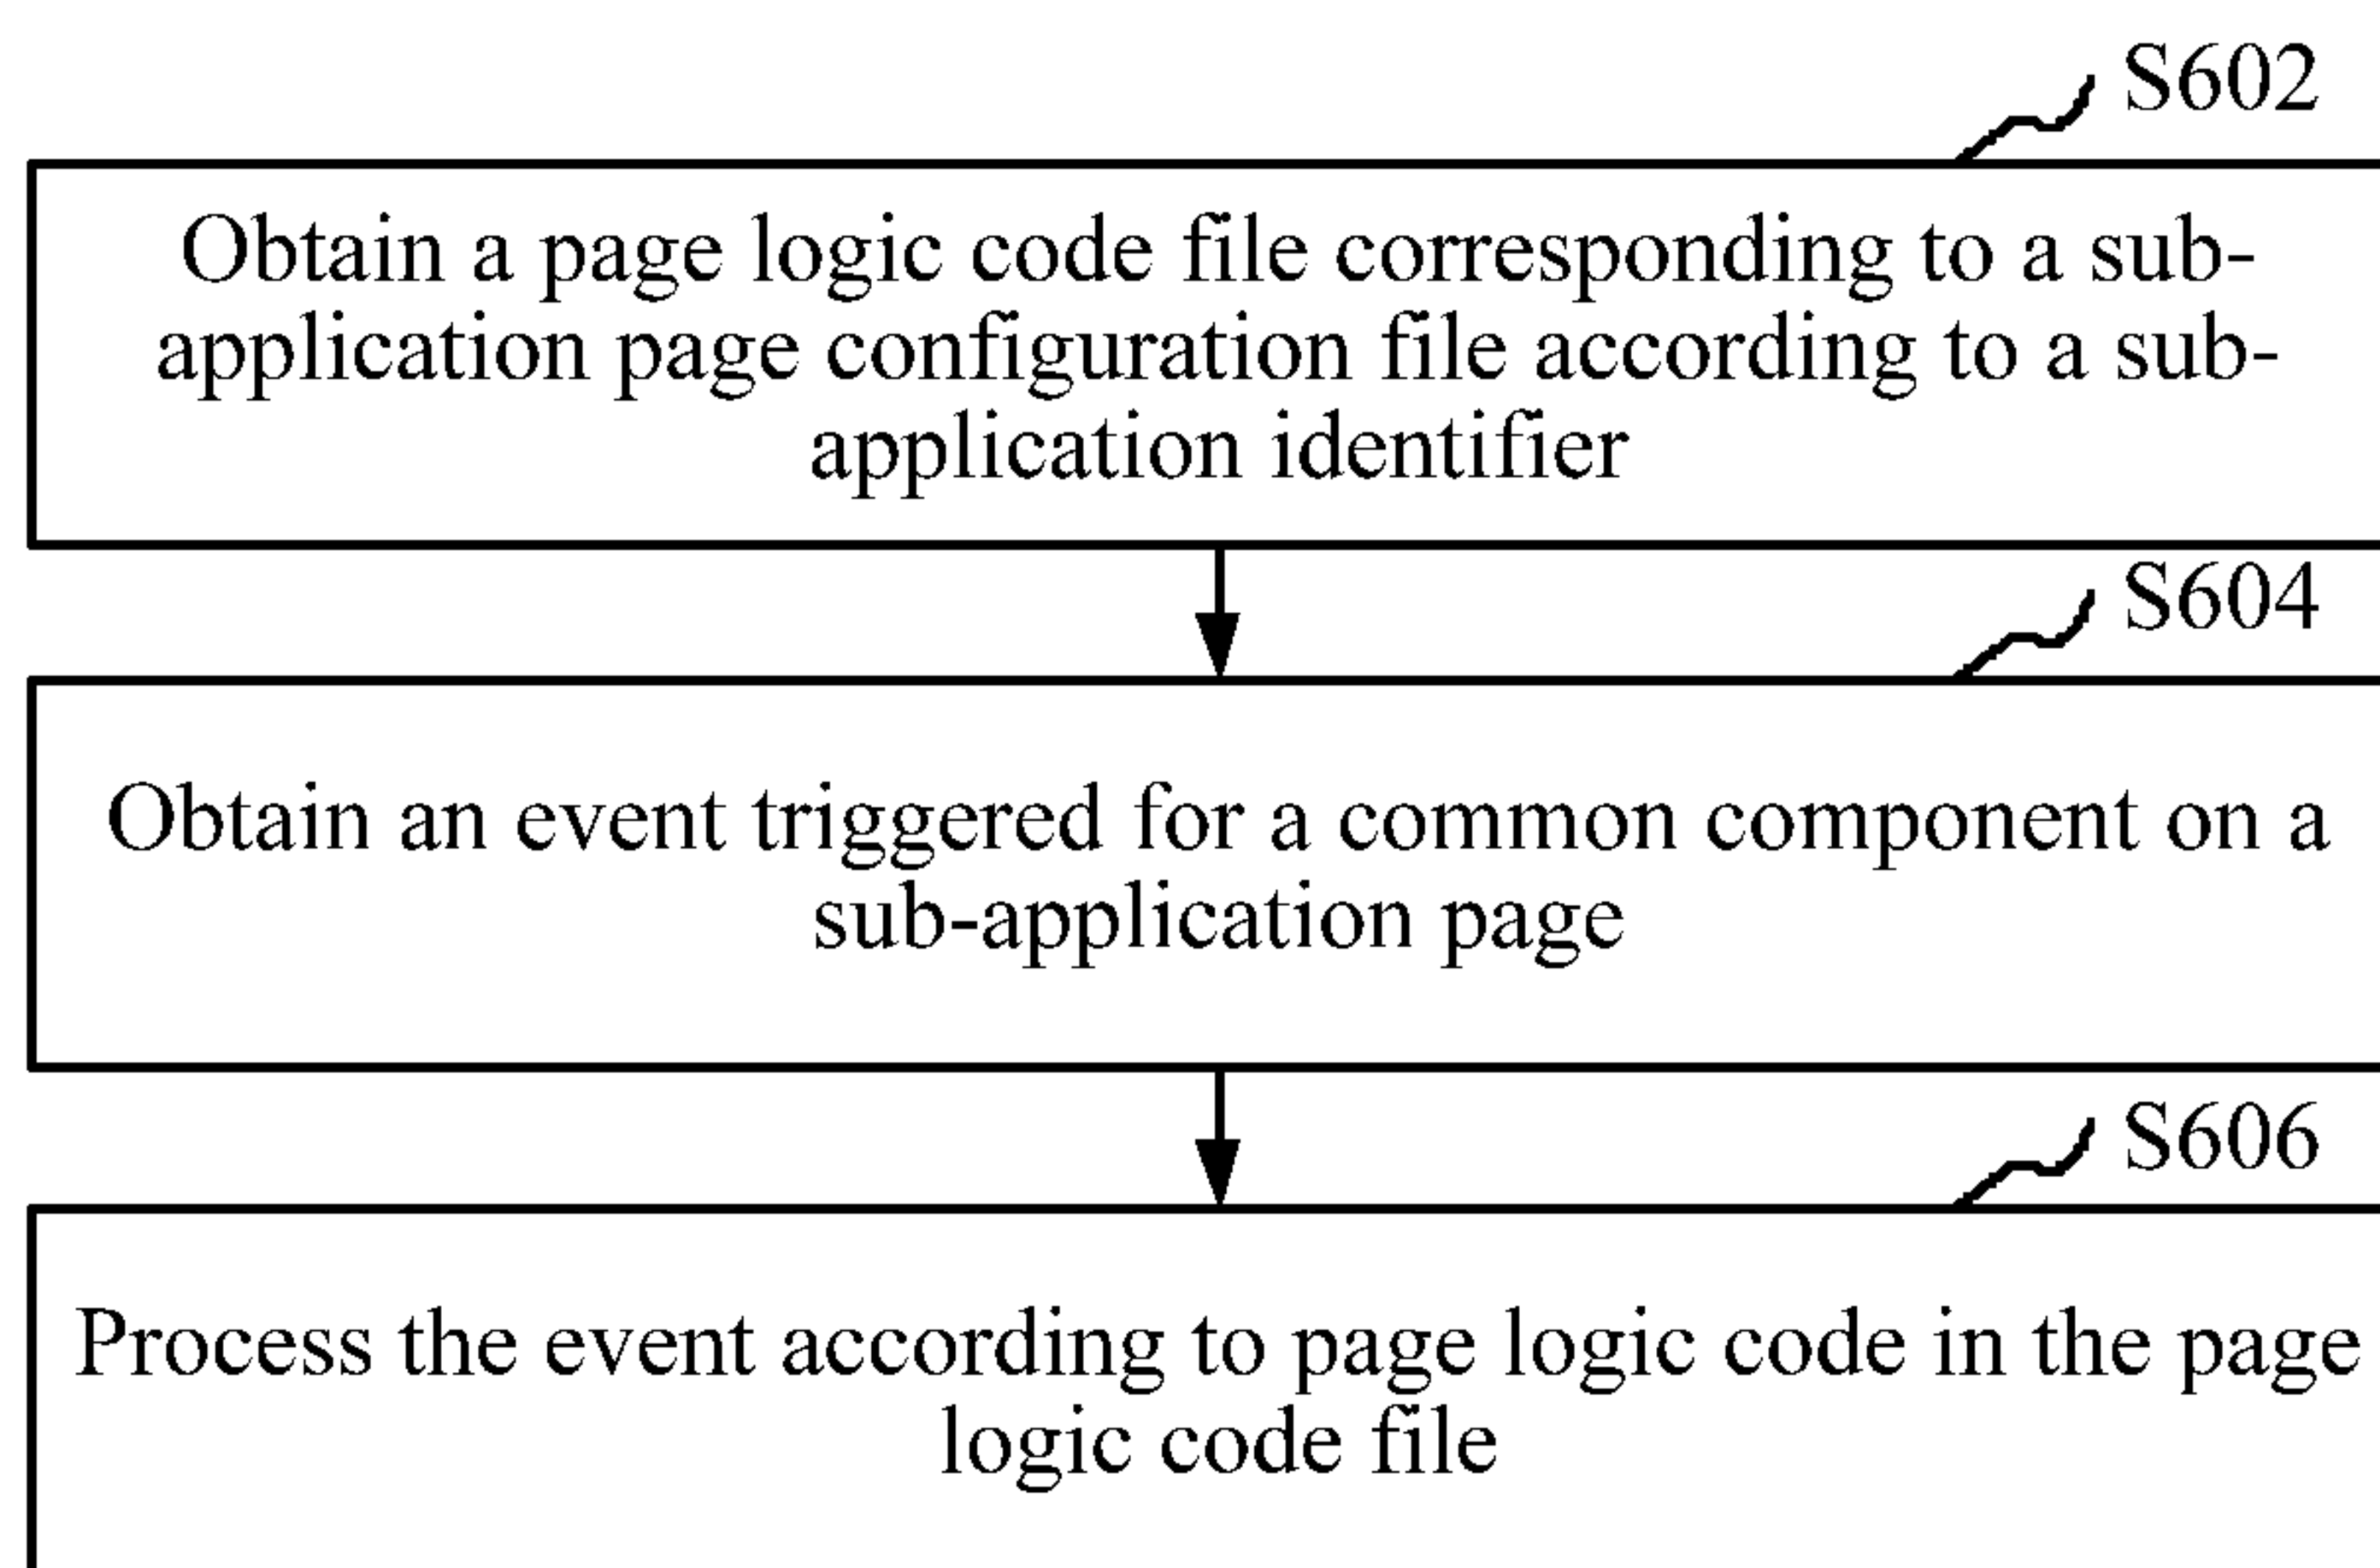 S602
Obtain a page logic code file corresponding to a sub-
application page configuration file according to a sub-
application identifier
S604
Obtain an event triggered for a common component on a
sub-application page
S606
Process the event according to page logic code in the page
logic code file